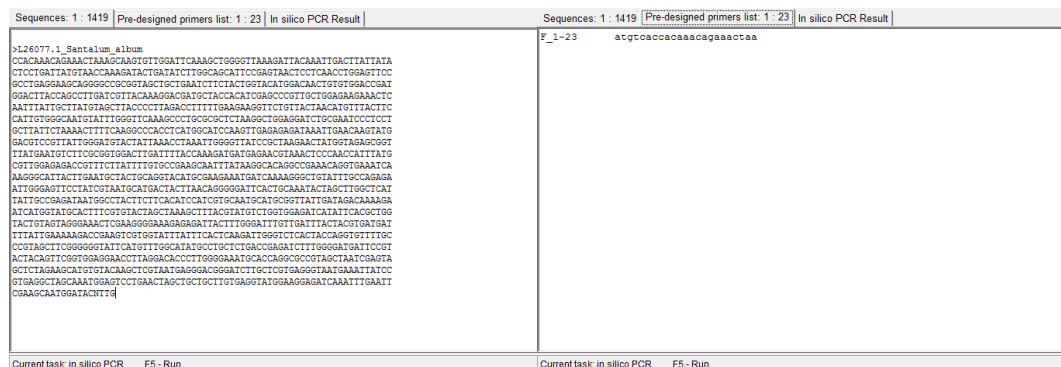 Sequences: 1 : 1419
Pre-designed primers list: 1 : 23
In silico PCR Result
>L26077.1_Santalum_album
CCACAAACAGAAACTAAAGCAAGTGTTGGATTCAAAGCTGGGGTTAAAGATTACAAATTGACTTATTATA
CTCCTGATTATGTAACCAAAGATACTGATATCTTGGCAGCATTCCGAGTAACTCCTCAACCTGGAGTTCC
GCCTGAGGAAGCAGGGGCCGCGGTAGCTGCTGAATCTTCTACTGGTACATGGACAACTGTGTGGACCGAT
GGACTTACCAGCCTTGATCGTTACAAAGGACGATGCTACCACATCGAGCCCGTTGCTGGAGAAGAAACTC
AATTTATTGCTTATGTAGCTTACCCCTTAGACCTTTTTGAAGAAGGTTCTGTTACTAACATGTTTACTTC
CATTGTGGGCAATGTATTTGGGTTCAAAGCCCTGCGCGCTCTAAGGCTGGAGGATCTGCGAATCCCTCCT
GCTTATTCTAAAACTTTTCAAGGCCCACCTCATGGCATCCAAGTTGAGAGAGATAAATTGAACAAGTATG
GACGTCCGTTATTGGGATGTACTATTAAACCTAAATTGGGGTTATCCGCTAAGAACTATGGTAGAGCGGT
TTATGAATGTCTTCGCGGTGGACTTGATTTTACCAAAGATGATGAGAACGTAAACTCCCAACCATTTATG
CGTTGGAGAGACCGTTTCTTATTTTGTGCCGAAGCAATTTATAAGGCACAGGCCGAAACAGGTGAAATCA
AAGGGCATTACTTGAATGCTACTGCAGGTACATGCGAAGAAATGATCAAAAGGGCTGTATTTGCCAGAGA
ATTGGGAGTTCCTATCGTAATGCATGACTACTTAACAGGGGGATTCACTGCAAATACTAGCTTGGCTCAT
TATTGCCGAGATAATGGCCTACTTCTTCACATCCATCGTGCAATGCATGCGGTTATTGATAGACAAAAGA
ATCATGGTATGCACTTTCGTGTACTAGCTAAAGCTTTACGTATGTCTGGTGGAGATCATATTCACGCTGG
TACTGTAGTAGGGAAACTCGAAGGGGAAAGAGAGATTACTTTGGGATTTGTTGATTTACTACGTGATGAT
TTTATTGAAAAAGACCGAAGTCGTGGTATTTATTTCACTCAAGATTGGGTCTCACTACCAGGTGTTTTGC
CCGTAGCTTCGGGGGGTATTCATGTTTGGCATATGCCTGCTCTGACCGAGATCTTTGGGGATGATTCCGT
ACTACAGTTCGGTGGAGGAACCTTAGGACACCCTTGGGGAAATGCACCAGGCGCCGTAGCTAATCGAGTA
GCTCTAGAAGCATGTGTACAAGCTCGTAATGAGGGACGGGATCTTGCTCGTGAGGGTAATGAAATTATCC
GTGAGGCTAGCAAATGGAGTCCTGAACTAGCTGCTGCTTGTGAGGTATGGAAGGAGATCAAATTTGAATT
CGAAGCAATGGATACNTTG
Current task: in silico PCR F5 - Run
Sequences: 1 : 1419
Pre-designed primers list: 1 : 23
In silico PCR Result
F_1-23 atgtcaccacaaacagaaactaa
Current task: in silico PCR F5 - Run